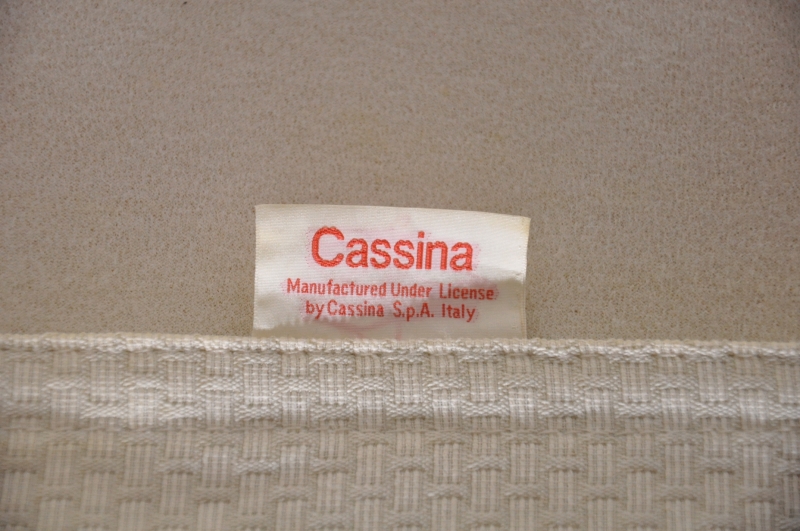 Cassina
Manufactured Under License
by Cassina S.p.A. Italy